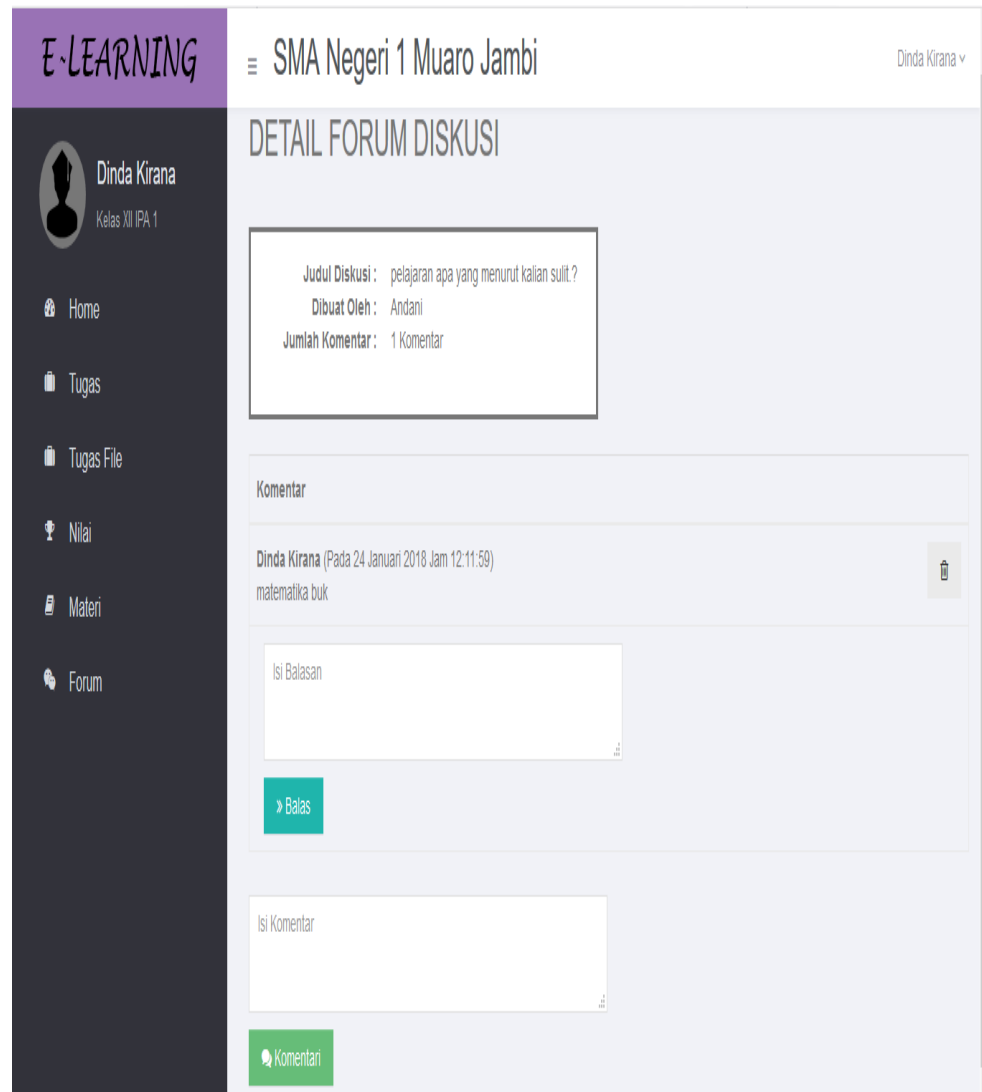 E-LEARNING
SMA Negeri 1 Muaro Jambi
Dinda Kirana
Dinda Kirana
Kelas XII IPA 1
Home
Tugas
Tugas File
Nilai
Materi
Forum
DETAIL FORUM DISKUSI
Judul Diskusi : pelajaran apa yang menurut kalian sulit.?
Dibuat Oleh : Andani
Jumlah Komentar : 1 Komentar
Komentar
Dinda Kirana (Pada 24 Januari 2018 Jam 12:11:59)
matematika buk
Isi Balasan
» Balas
Isi Komentar
Komentari